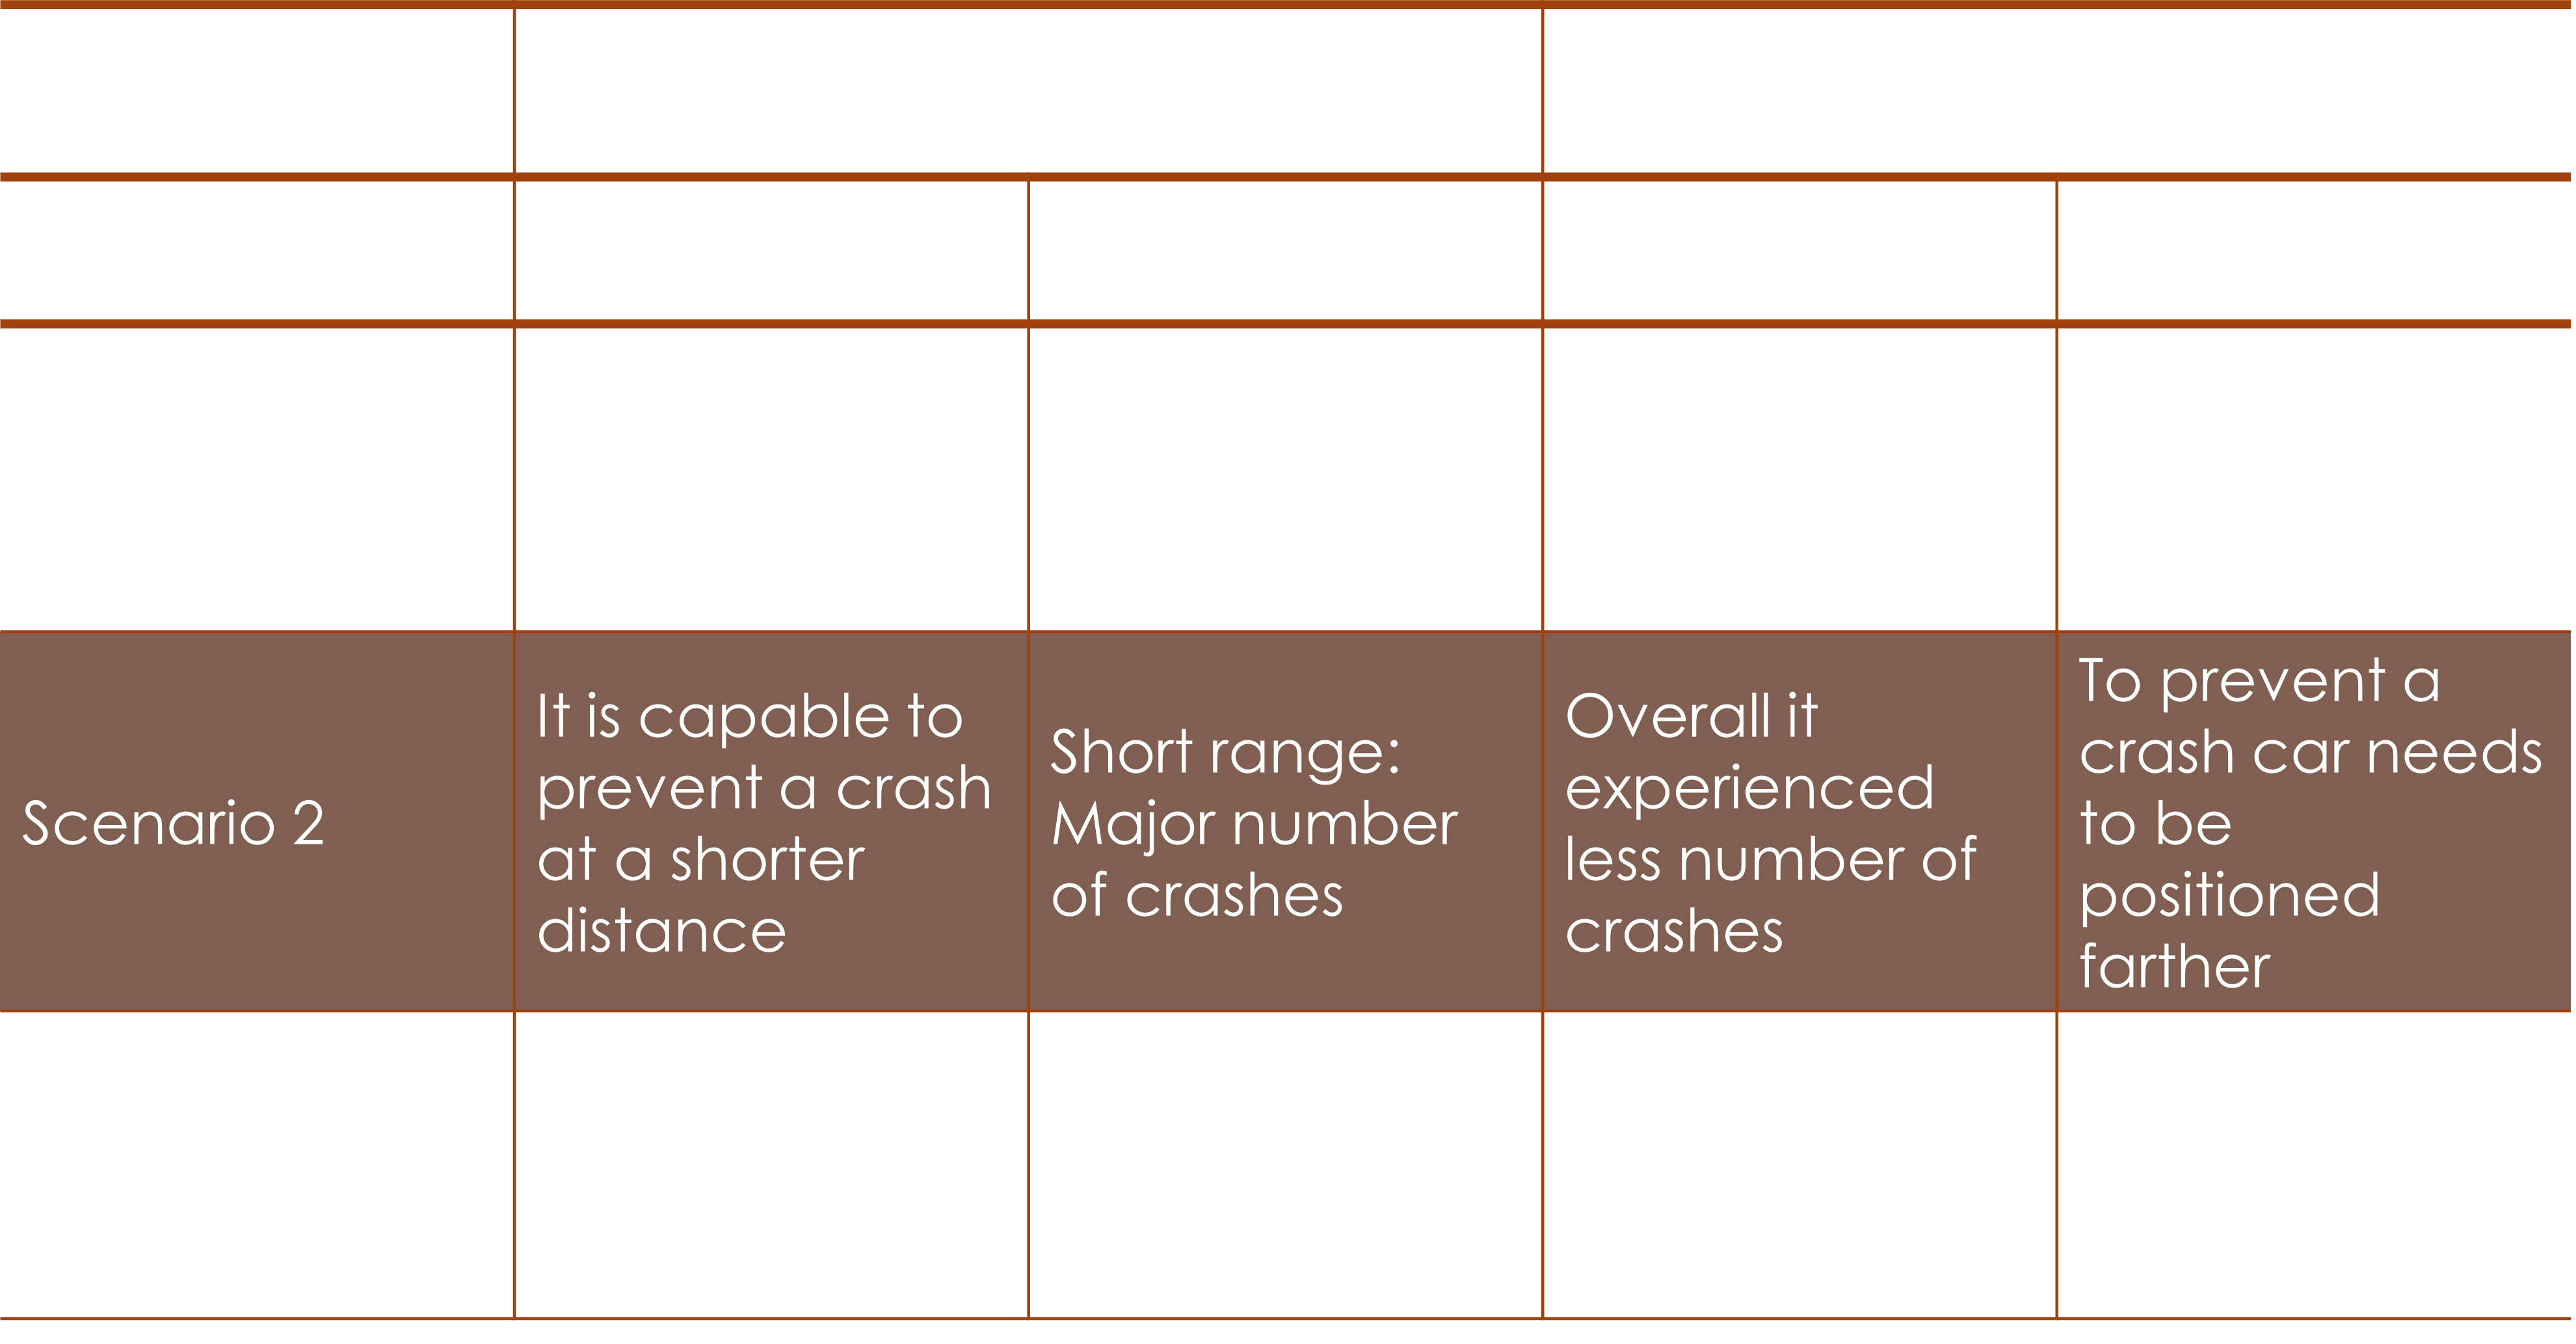 Scenario 2
It is capable to
prevent a crash
at a shorter
distance
Short range:
Major number
of crashes
Overall it
experienced
less number of
crashes
To prevent a
crash car needs
to be
positioned
farther